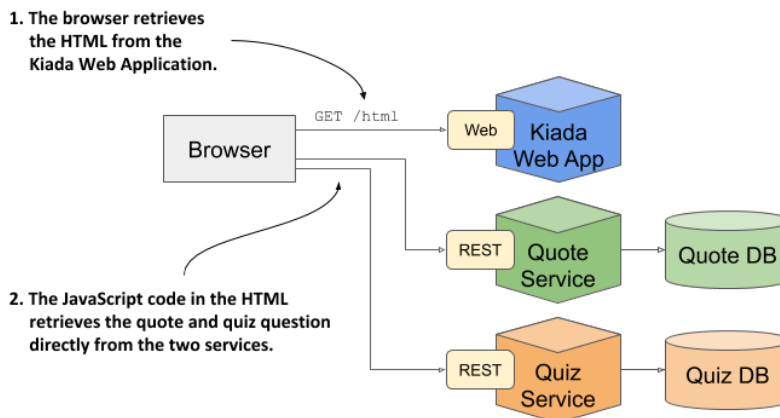 1. The browser retrieves
the HTML from the
Kiada Web Application.
GET /html
Browser
Web
Kiada
Web App
REST
Quote
Service
Quote DB
2. The JavaScript code in the HTML
retrieves the quote and quiz question
directly from the two services.
REST
Quiz
Service
Quiz DB